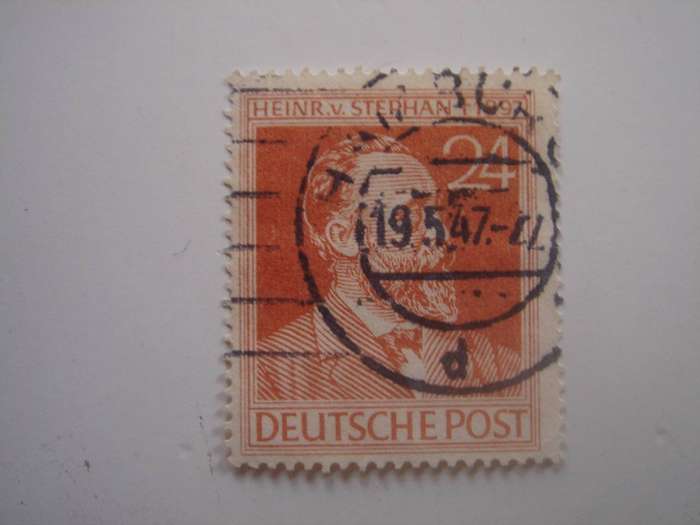 HEINR.v.STEPHAN † 1897
24
19.5.47.-
d
DEUTSCHE POST